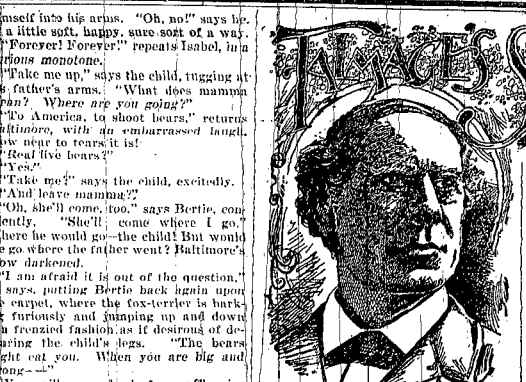 mself into his arms. "Oh, no!" says he.
a little soft, happy, sure sort of a way.
"Forever! Forever!" repeats Isabel, in a
rious monotone.
"Take me up," says the child, tugging at
s father's arms. "What does mamma
ean? Where are you going?"
"To America, to shoot bears," returns
altimore, with an embarrassed laugh.
ow near to tears it is!
"Real live bears?"
"Yes."
"Take me?" says the child, excitedly.
"And leave mamma?"
"Oh, she'll come, too," says Bertie, con
ently. "She'll come where I go."
here he would go—the child! But would
e go where the father went? Baltimore's
ow darkened.
"I am afraid it is out of the question,"
says, putting Bertie back again upon
e carpet, where the fox-terrier is bark-
g furiously and jumping up and down
a frenzied fashion as if desirous of de-
aring the child's legs. "The bears
ght eat you. When you are big and
ong—"
TALMAGE'S S